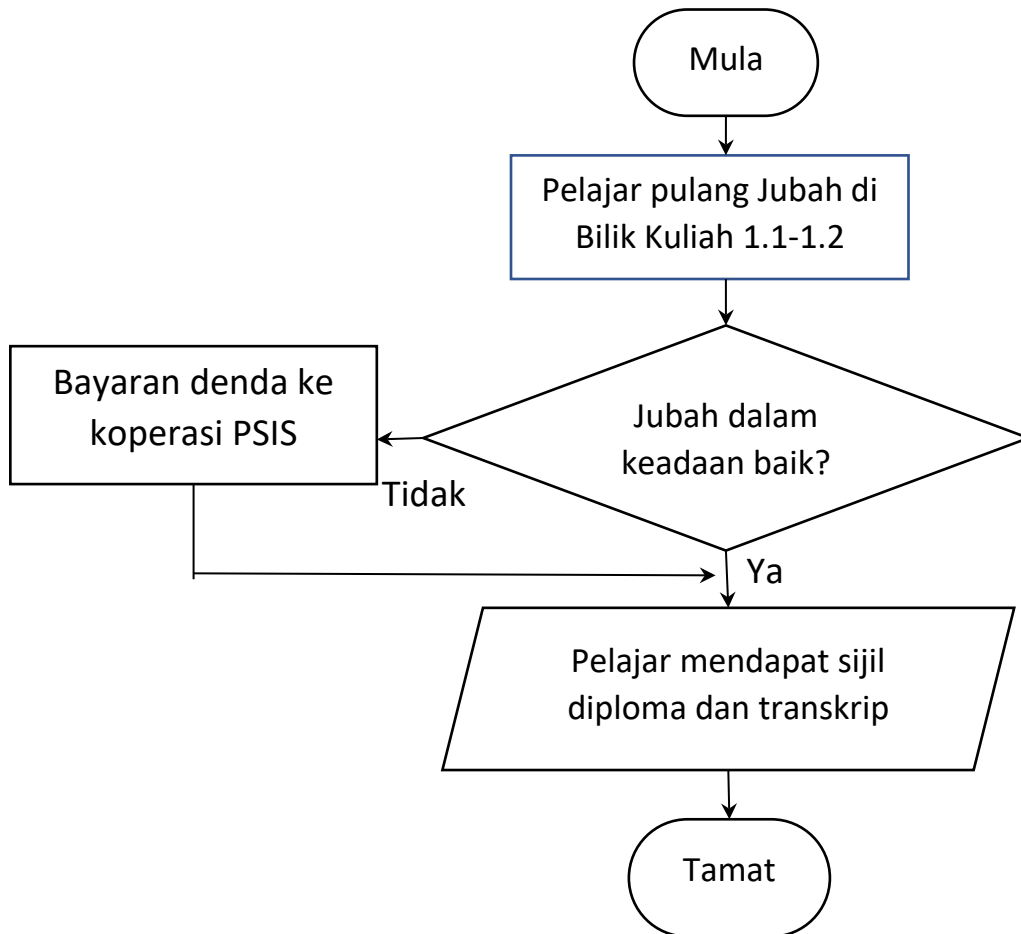 Mula
Pelajar pulang Jubah di
Bilik Kuliah 1.1-1.2
Jubah dalam
keadaan baik?
Tidak
Bayaran denda ke
koperasi PSIS
Ya
Pelajar mendapat sijil
diploma dan transkrip
Tamat